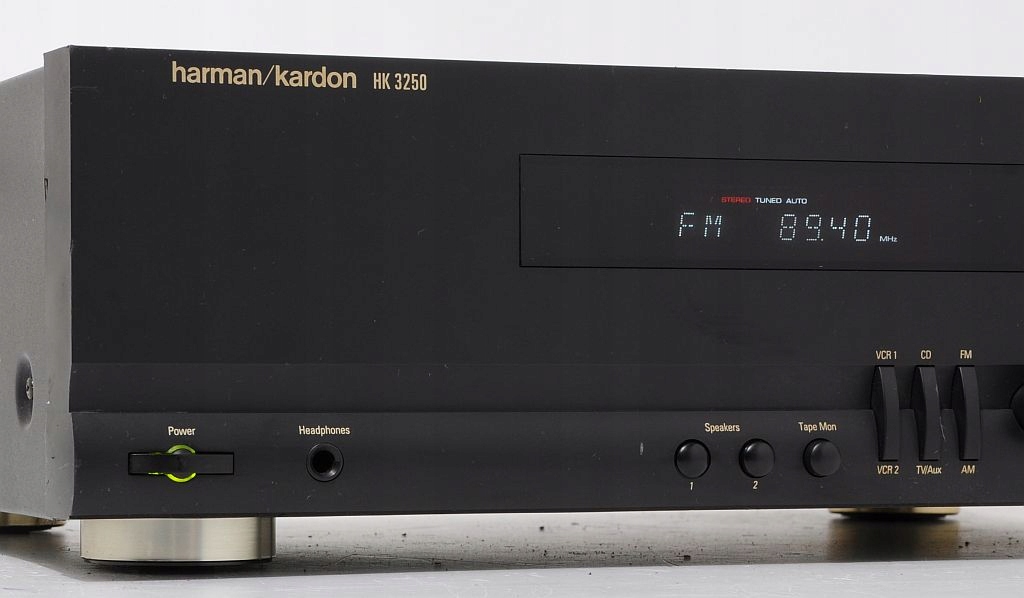 harman/kardon HK 3250
STEREO TUNED AUTO
FM 89.40 MHz
VCR 1 CD FM
Power Headphones Speakers Tape Mon
1 2 VCR 2 TV/Aux AM